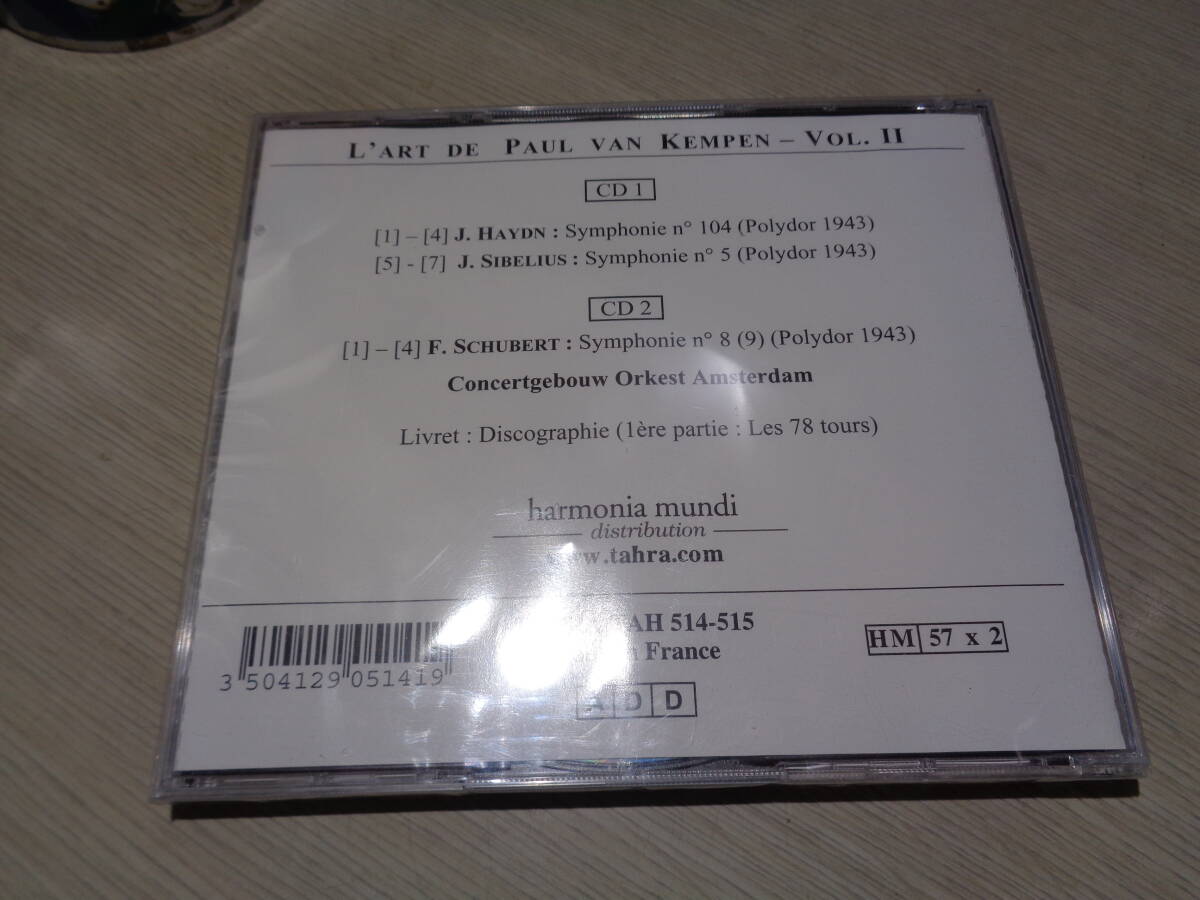 L'ART DE PAUL VAN KEMPEN – VOL. II
CD 1
[1] – [4] J. HAYDN : Symphonie n° 104 (Polydor 1943)
[5] - [7] J. SIBELIUS : Symphonie n° 5 (Polydor 1943)
CD 2
[1] – [4] F. SCHUBERT : Symphonie n° 8 (9) (Polydor 1943)
Concertgebouw Orkest Amsterdam
Livret : Discographie (1ère partie : Les 78 tours)
harmonia mundi
distribution
www.tahra.com
514-515
France
HM 57 x 2
3 504129 051419
A D D